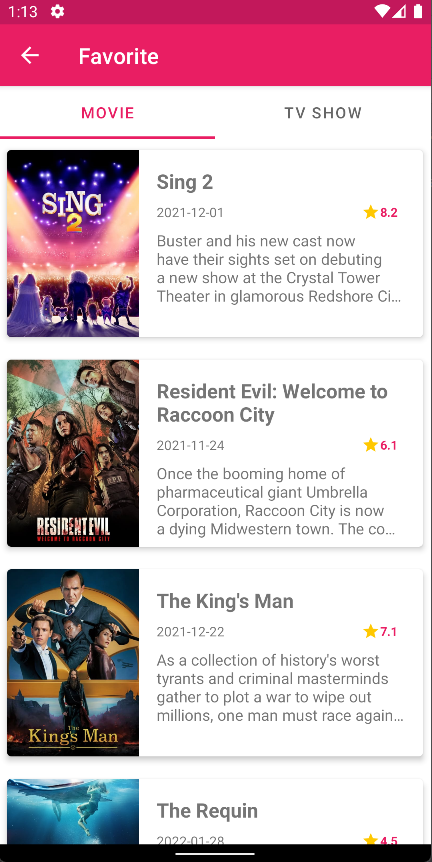 1:13
Favorite
MOVIE
TV SHOW
SING
2
Sing 2
2021-12-01
8.2
Buster and his new cast now
have their sights set on debuting
a new show at the Crystal Tower
Theater in glamorous Redshore Ci...
RESIDENT EVIL
WELCOME TO RACCOON CITY
Resident Evil: Welcome to
Raccoon City
2021-11-24
6.1
Once the booming home of
pharmaceutical giant Umbrella
Corporation, Raccoon City is now
a dying Midwestern town. The co...
The
King's Man
The King's Man
2021-12-22
7.1
As a collection of history's worst
tyrants and criminal masterminds
gather to plot a war to wipe out
millions, one man must race again...
The Requin
2022-01-28
4.5